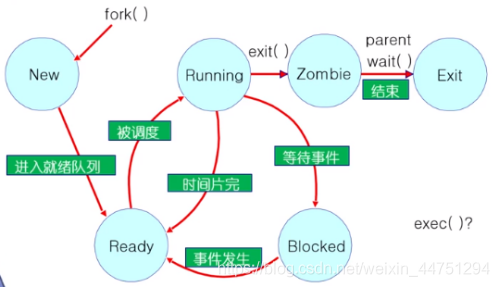 fork( )
New
Running
exit( )
Zombie
parent
wait( )
结束
Exit
被调度
进入就绪队列
时间片完
等待事件
exec( )?
Ready
事件发生
Blocked
https://blog.csdn.net/weixin_44751294